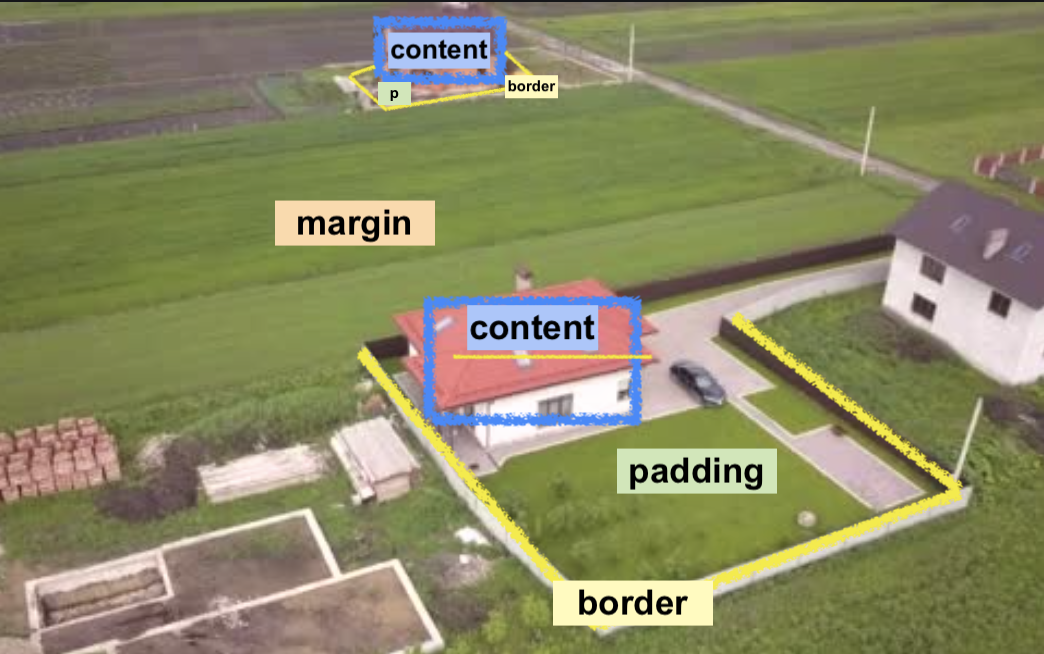 content
p
border
margin
content
padding
border